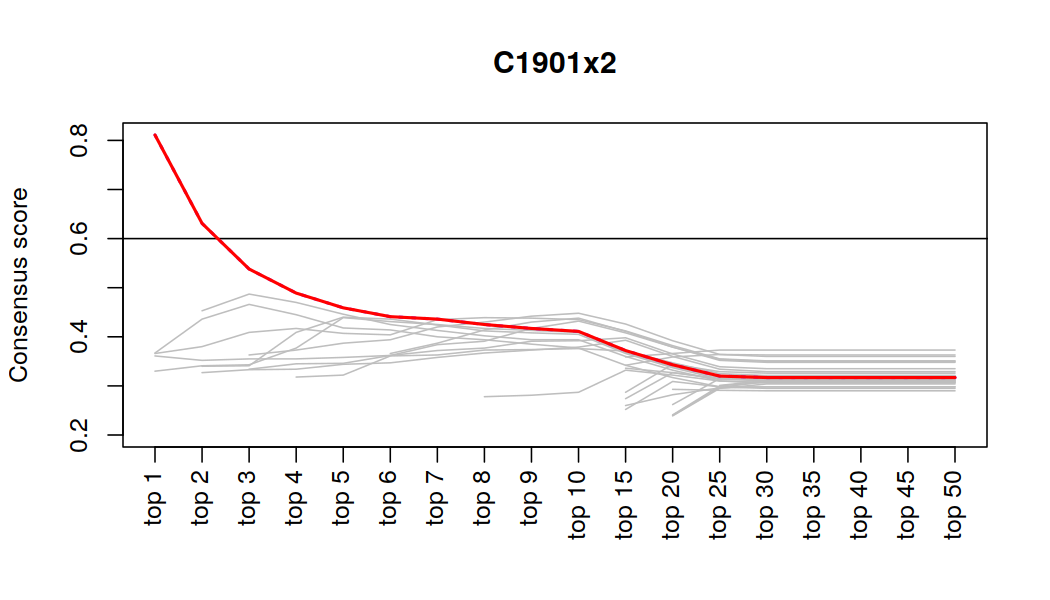 C1901x2
Consensus score
0.8
0.6
0.4
0.2
top 1
top 2
top 3
top 4
top 5
top 6
top 7
top 8
top 9
top 10
top 15
top 20
top 25
top 30
top 35
top 40
top 45
top 50